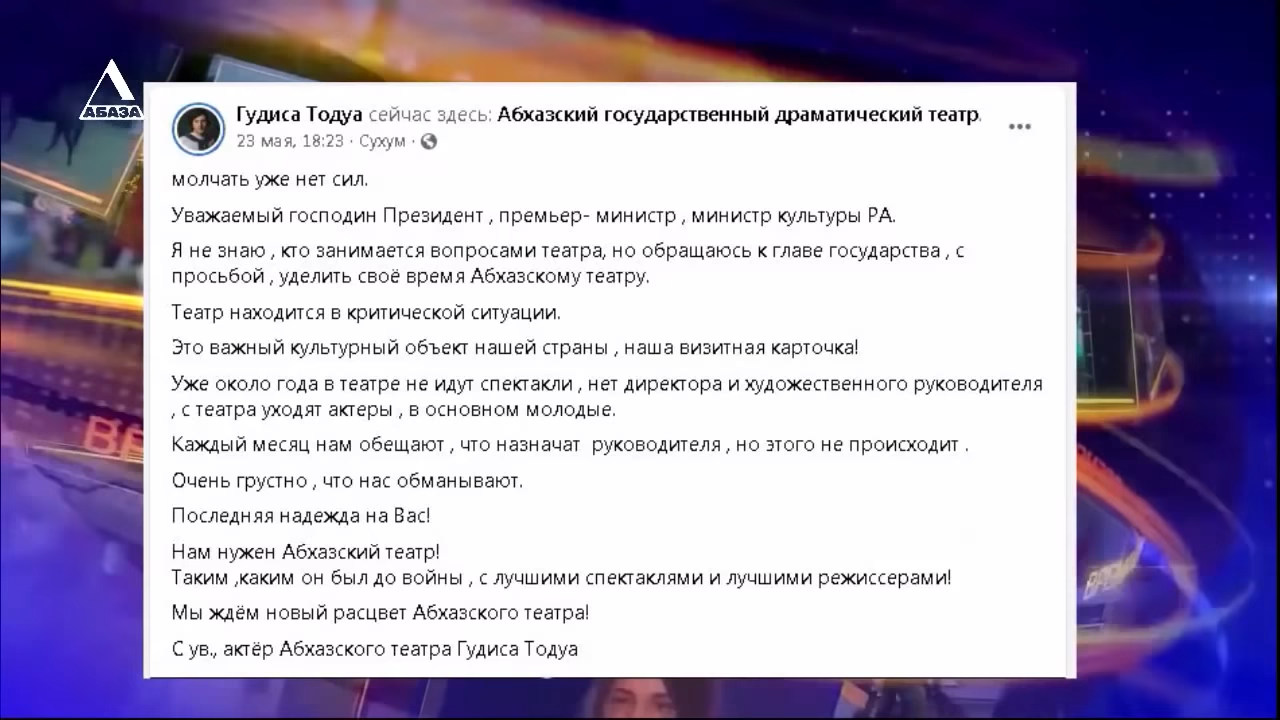 АБАЗА
Гудиса Тодуа сейчас здесь: Абхазский государственный драматический театр.
23 мая, 18:23 · Сухум ·
молчать уже нет сил.
Уважаемый господин Президент , премьер- министр , министр культуры РА.
Я не знаю , кто занимается вопросами театра, но обращаюсь к главе государства , с
просьбой , уделить своё время Абхазскому театру.
Театр находится в критической ситуации.
Это важный культурный объект нашей страны , наша визитная карточка!
Уже около года в театре не идут спектакли , нет директора и художественного руководителя
, с театра уходят актеры , в основном молодые.
Каждый месяц нам обещают , что назначат руководителя , но этого не происходит .
Очень грустно , что нас обманывают.
Последняя надежда на Вас!
Нам нужен Абхазский театр!
Таким ,каким он был до войны , с лучшими спектаклями и лучшими режиссерами!
Мы ждём новый расцвет Абхазского театра!
С ув., актёр Абхазского театра Гудиса Тодуа